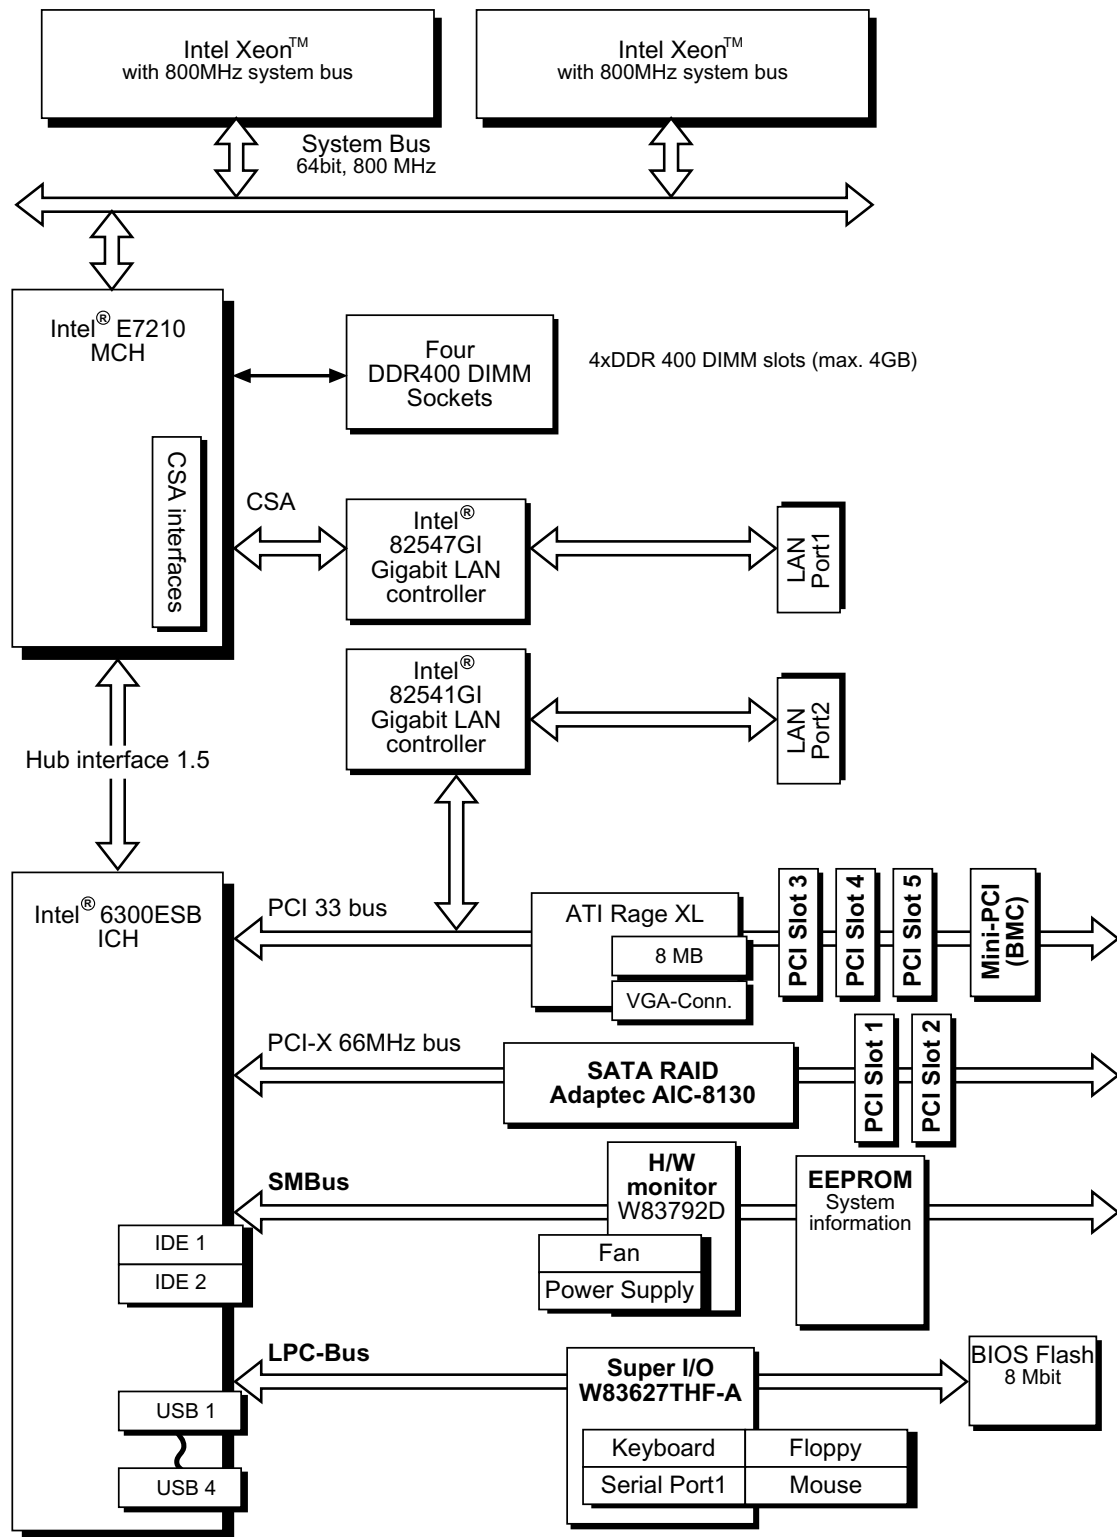 Intel Xeon™
with 800MHz system bus
Intel Xeon™
with 800MHz system bus
System Bus
64bit, 800 MHz
Intel® E7210
MCH
CSA interfaces
Four
DDR400 DIMM
Sockets
4xDDR 400 DIMM slots (max. 4GB)
CSA
Intel®
82547GI
Gigabit LAN
controller
LAN
Port1
Intel®
82541GI
Gigabit LAN
controller
LAN
Port2
Hub interface 1.5
Intel® 6300ESB
ICH
PCI 33 bus
ATI Rage XL
8 MB
VGA-Conn.
PCI Slot 3
PCI Slot 4
PCI Slot 5
Mini-PCI
(BMC)
PCI-X 66MHz bus
SATA RAID
Adaptec AIC-8130
PCI Slot 1
PCI Slot 2
SMBus
H/W
monitor
W83792D
Fan
Power Supply
EEPROM
System
information
IDE 1
IDE 2
LPC-Bus
Super I/O
W83627THF-A
Keyboard
Floppy
Serial Port1
Mouse
BIOS Flash
8 Mbit
USB 1
USB 4